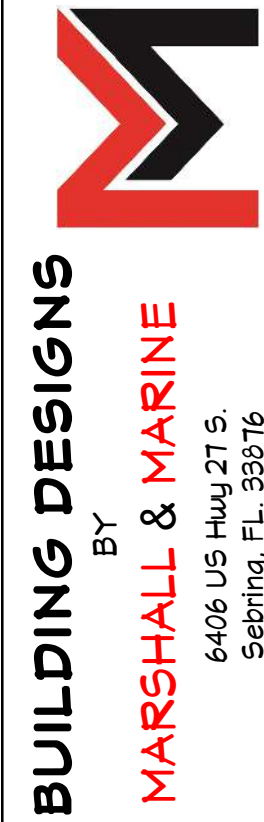 BUILDING DESIGNS
BY
MARSHALL & MARINE
6406 US Hwy 27 S.
Sebring, FL. 33876